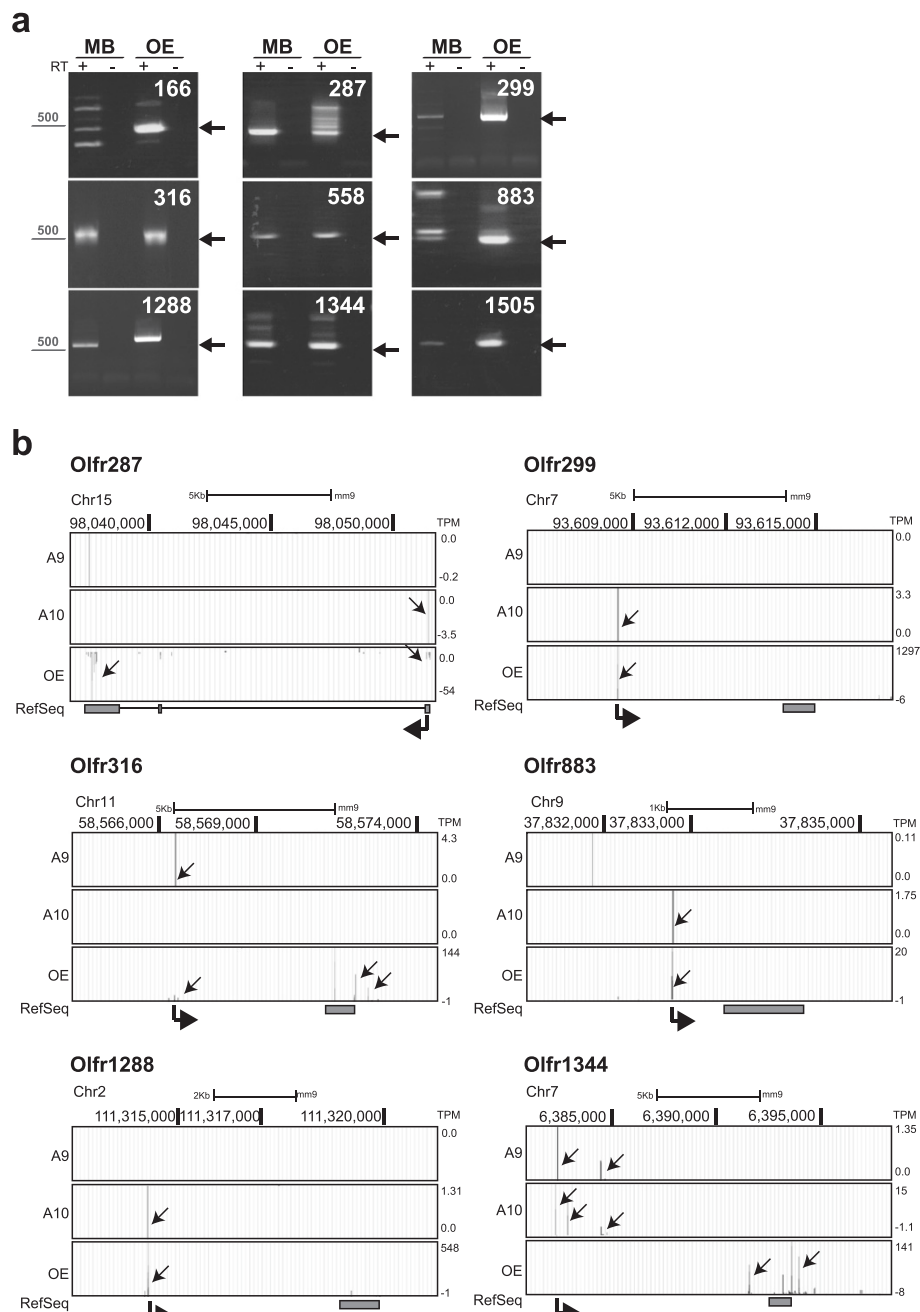 a
MB OE MB OE MB OE
RT + - + - + - + - + - + -
500 166 287 299
500 316 558 883
500 1288 1344 1505
b
Olfr287
Chr15 5Kb mm9
98,040,000 98,045,000 98,050,000 TPM
A9 0.0 -0.2
A10 0.0 -3.5
OE 0.0 -54
RefSeq
Olfr299
Chr7 5Kb mm9
93,609,000 93,612,000 93,615,000 TPM
A9 0.0
A10 3.3 0.0
OE 1297 -6
RefSeq
Olfr316
Chr11 5Kb mm9
58,566,000 58,569,000 58,574,000 TPM
A9 4.3 0.0
A10 0.0
OE 144 -1
RefSeq
Olfr883
Chr9 1Kb mm9
37,832,000 37,833,000 37,835,000 TPM
A9 0.11 0.0
A10 1.75 0.0
OE 20 -1
RefSeq
Olfr1288
Chr2 2Kb mm9
111,315,000 111,317,000 111,320,000 TPM
A9 0.0
A10 1.31 0.0
OE 548 -1
RefSeq
Olfr1344
Chr7 5Kb mm9
6,385,000 6,390,000 6,395,000 TPM
A9 1.35 0.0
A10 15 -1.1
OE 141 -8
RefSeq